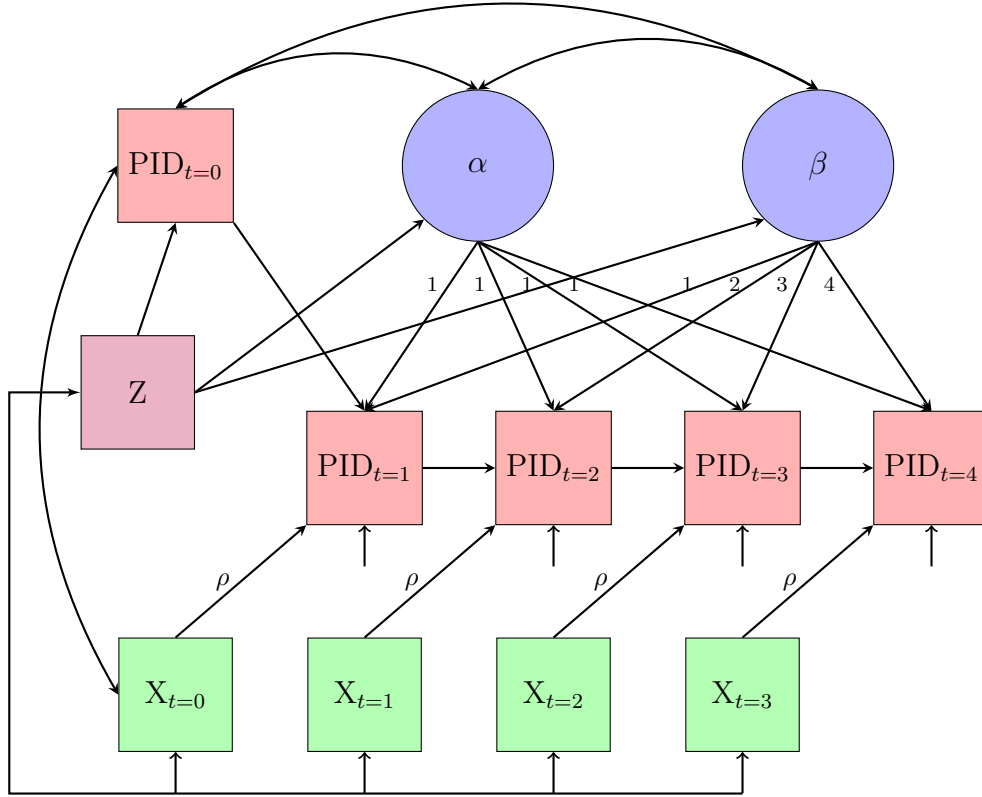 PID_{t=0}
α
β
1 1 1 1 1 2 3 4
Z
PID_{t=1} PID_{t=2} PID_{t=3} PID_{t=4}
ρ ρ ρ ρ
X_{t=0} X_{t=1} X_{t=2} X_{t=3}